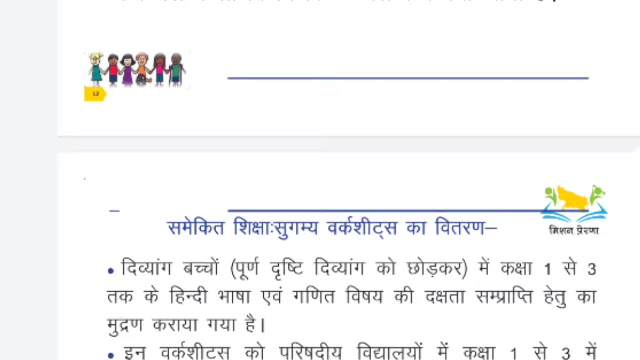 समेकित शिक्षाःसुगम्य वर्कशीट्स का वितरण–
मिशन प्रेरणा
• दिव्यांग बच्चों (पूर्ण दृष्टि दिव्यांग को छोड़कर) में कक्षा 1 से 3
तक के हिन्दी भाषा एवं गणित विषय की दक्षता सम्प्राप्ति हेतु का
मुद्रण कराया गया है।
• इन वर्कशीट्स को परिषदीय विद्यालयों में कक्षा 1 से 3 में